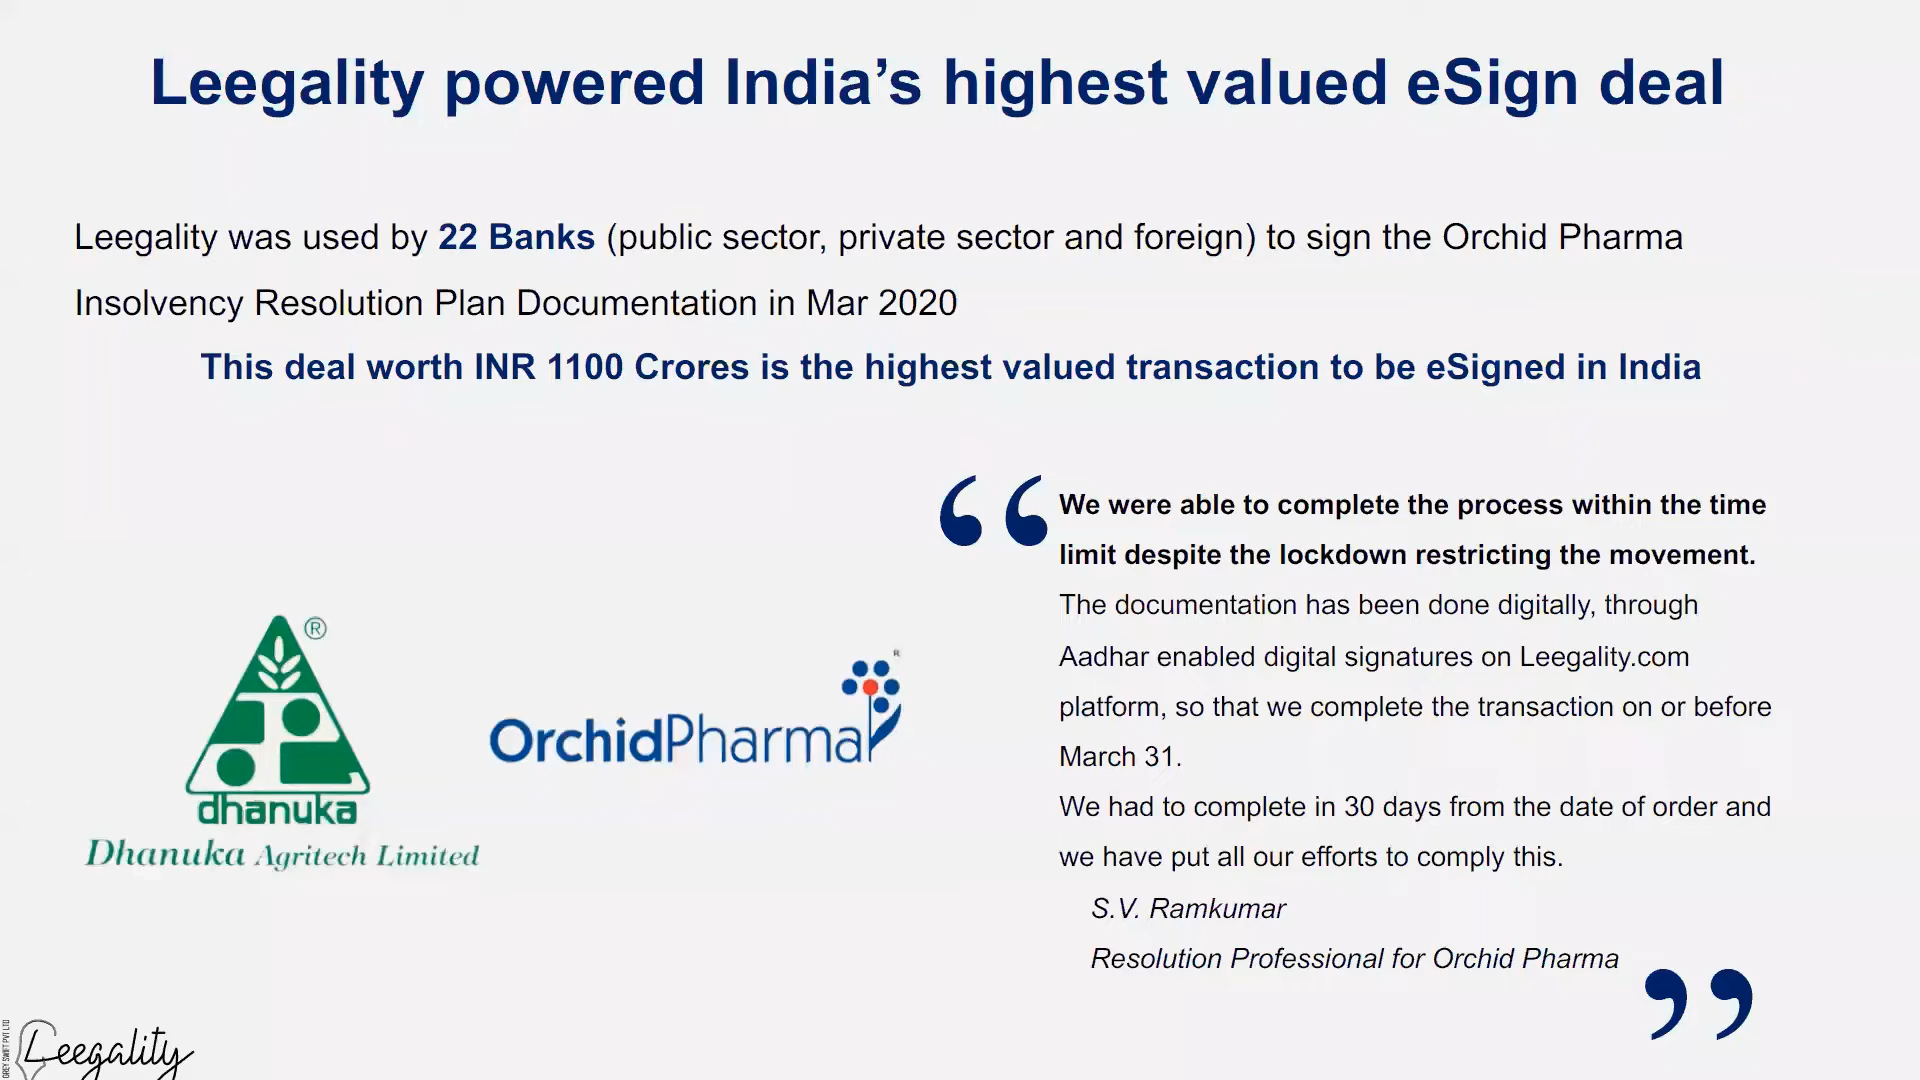 Leegality powered India’s highest valued eSign deal
Leegality was used by 22 Banks (public sector, private sector and foreign) to sign the Orchid Pharma
Insolvency Resolution Plan Documentation in Mar 2020
This deal worth INR 1100 Crores is the highest valued transaction to be eSigned in India
“
We were able to complete the process within the time
limit despite the lockdown restricting the movement.
The documentation has been done digitally, through
Aadhar enabled digital signatures on Leegality.com
platform, so that we complete the transaction on or before
March 31.
We had to complete in 30 days from the date of order and
we have put all our efforts to comply this.
S.V. Ramkumar
Resolution Professional for Orchid Pharma
”
®
dhanuka
Dhanuka Agritech Limited
OrchidPharma
R
GREY SWIFT PVT LTD
Leegality